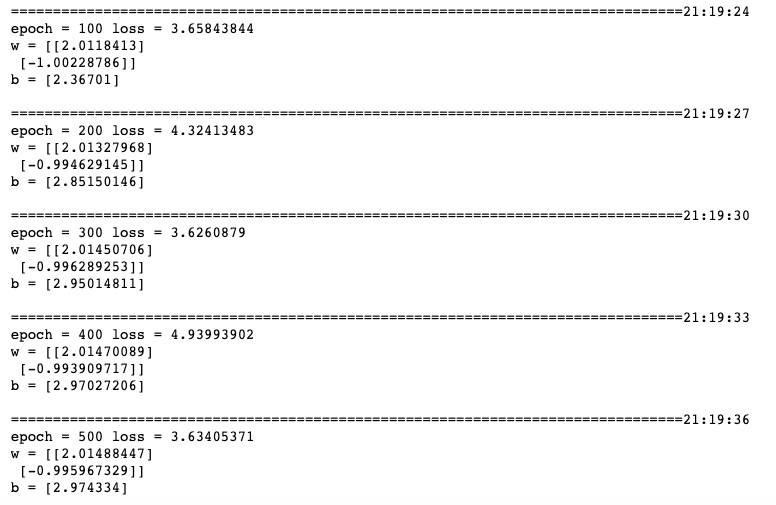 ================================================================================21:19:24
epoch = 100 loss = 3.65843844
w = [[2.0118413]
 [-1.00228786]]
b = [2.36701]

================================================================================21:19:27
epoch = 200 loss = 4.32413483
w = [[2.01327968]
 [-0.994629145]]
b = [2.85150146]

================================================================================21:19:30
epoch = 300 loss = 3.6260879
w = [[2.01450706]
 [-0.996289253]]
b = [2.95014811]

================================================================================21:19:33
epoch = 400 loss = 4.93993902
w = [[2.01470089]
 [-0.993909717]]
b = [2.97027206]

================================================================================21:19:36
epoch = 500 loss = 3.63405371
w = [[2.01488447]
 [-0.995967329]]
b = [2.974334]